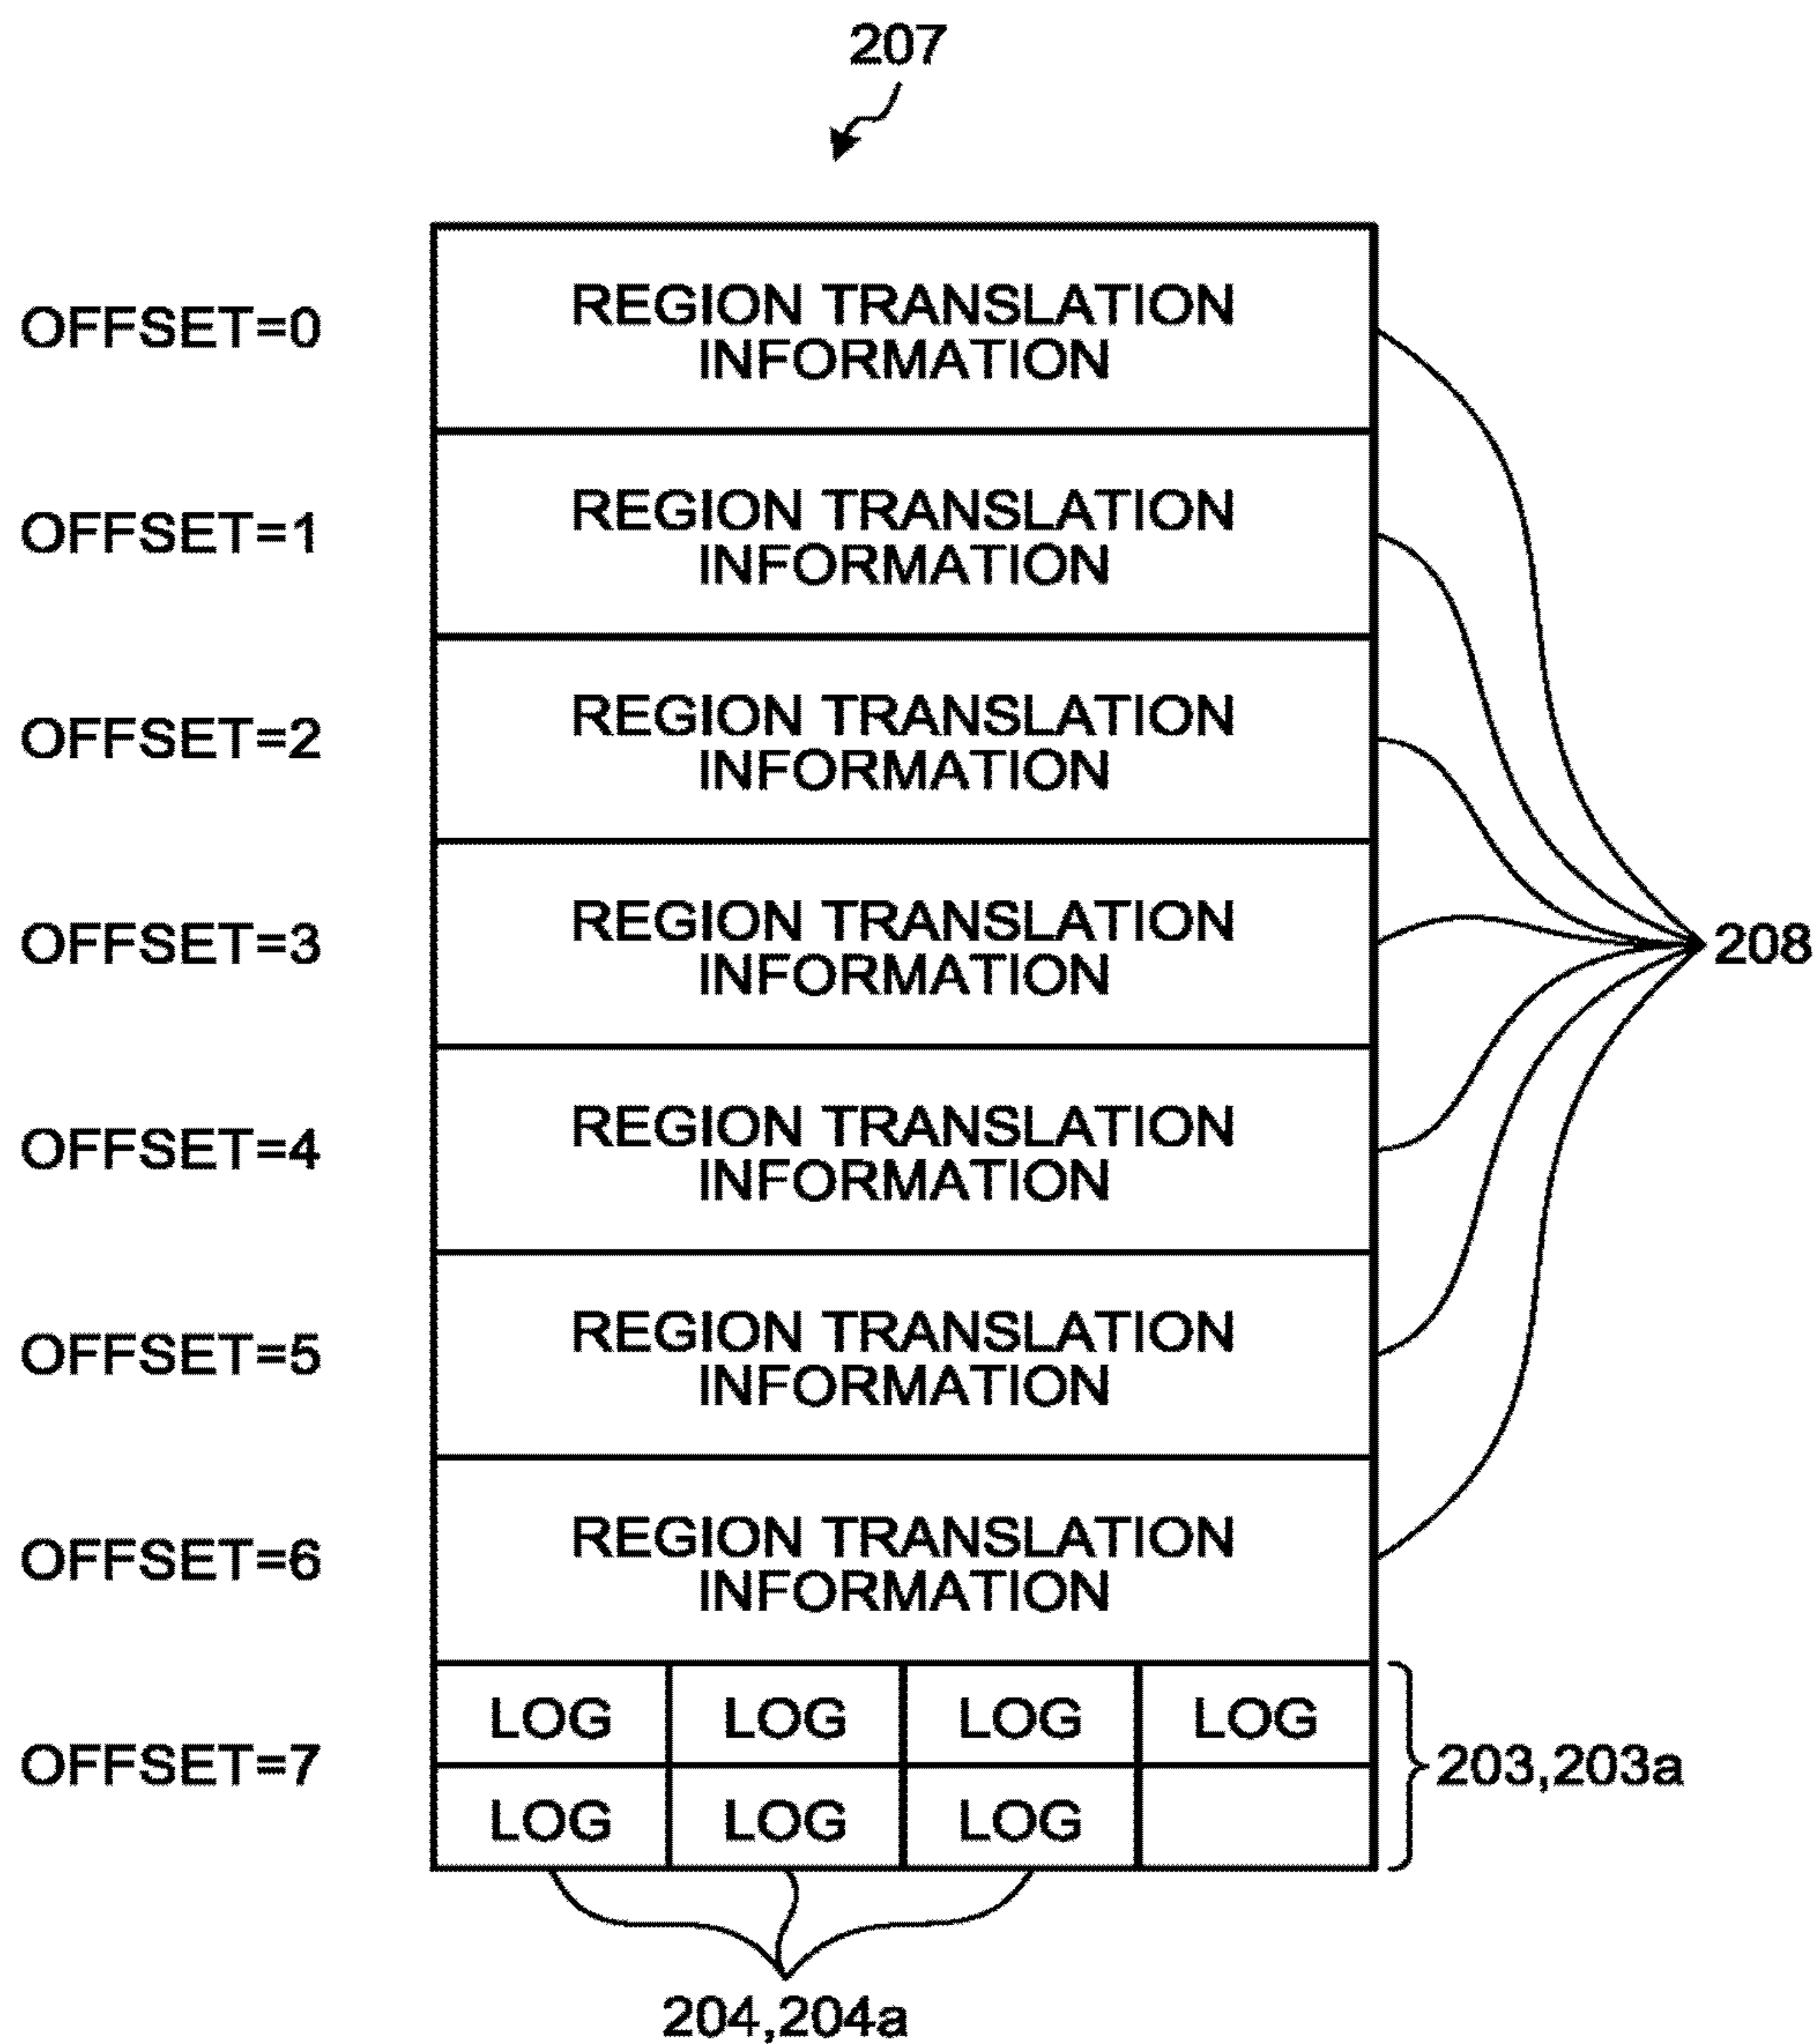 207
OFFSET=0
REGION TRANSLATION
INFORMATION
OFFSET=1
REGION TRANSLATION
INFORMATION
OFFSET=2
REGION TRANSLATION
INFORMATION
OFFSET=3
REGION TRANSLATION
INFORMATION
208
OFFSET=4
REGION TRANSLATION
INFORMATION
OFFSET=5
REGION TRANSLATION
INFORMATION
OFFSET=6
REGION TRANSLATION
INFORMATION
OFFSET=7
LOG LOG LOG LOG
LOG LOG LOG
203,203a
204,204a